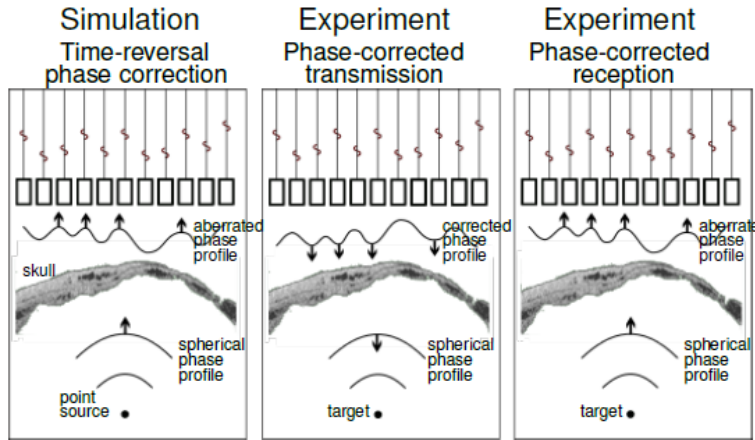 Simulation
Time-reversal
phase correction
aberrated
phase
profile
skull
spherical
phase
profile
point
source
Experiment
Phase-corrected
transmission
corrected
phase
profile
spherical
phase
profile
target
Experiment
Phase-corrected
reception
aberrate
phase
profile
spherical
phase
profile
target